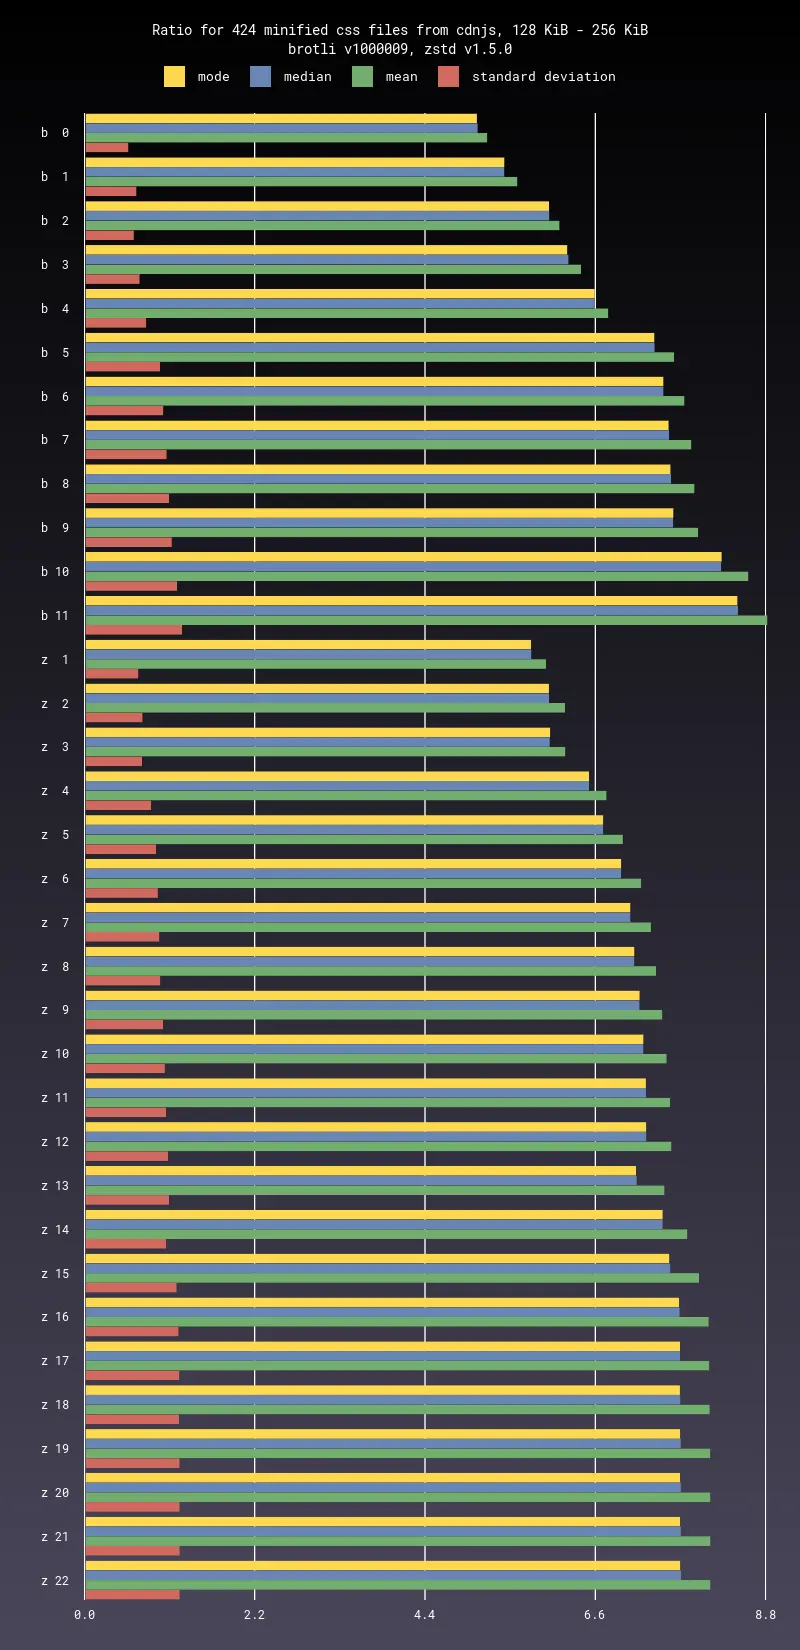 Ratio for 424 minified css files from cdnjs, 128 KiB - 256 KiB
brotli v1000009, zstd v1.5.0
mode median mean standard deviation
b 0
b 1
b 2
b 3
b 4
b 5
b 6
b 7
b 8
b 9
b 10
b 11
z 1
z 2
z 3
z 4
z 5
z 6
z 7
z 8
z 9
z 10
z 11
z 12
z 13
z 14
z 15
z 16
z 17
z 18
z 19
z 20
z 21
z 22
0.0 2.2 4.4 6.6 8.8